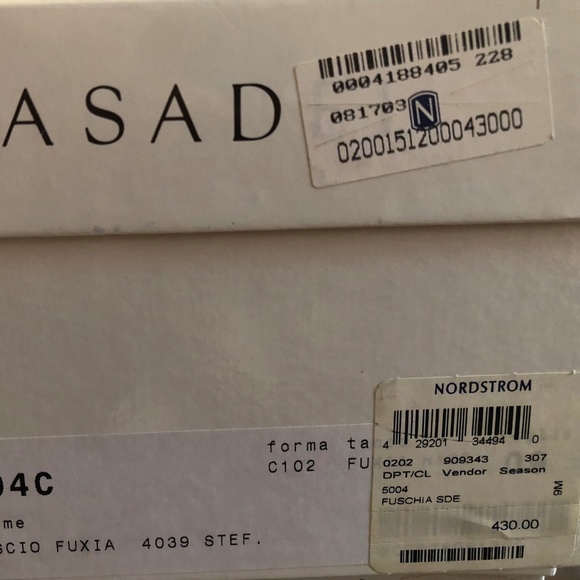 ASAD
0004188405 228
081703 N
0200151200043000
NORDSTROM
4 29201 34494 0
0202 909343 307
DPT/CL Vendor Season
5004
FUSCHIA SDE
9M
430.00
forma ta
C102 FU
04C
me
SCIO FUXIA 4039 STEF.